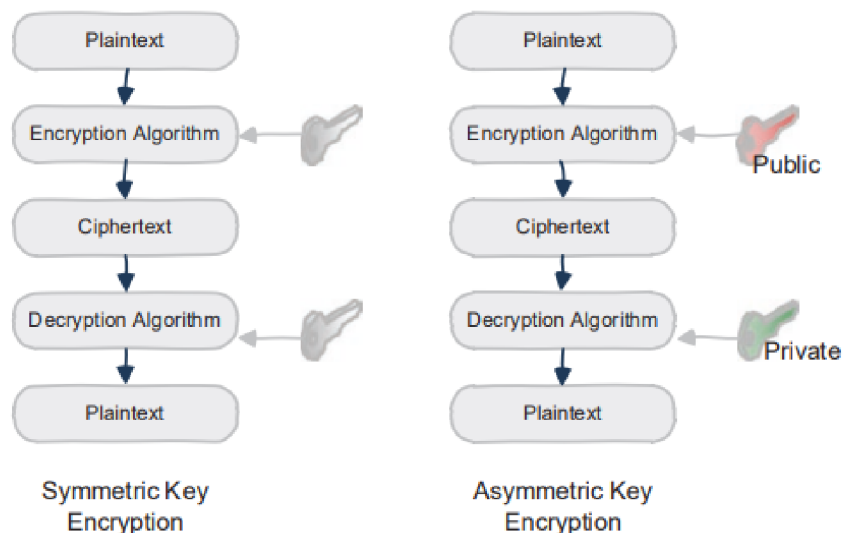 Plaintext
Encryption Algorithm
Ciphertext
Decryption Algorithm
Plaintext
Symmetric Key
Encryption
Plaintext
Encryption Algorithm
Public
Ciphertext
Decryption Algorithm
Private
Plaintext
Asymmetric Key
Encryption